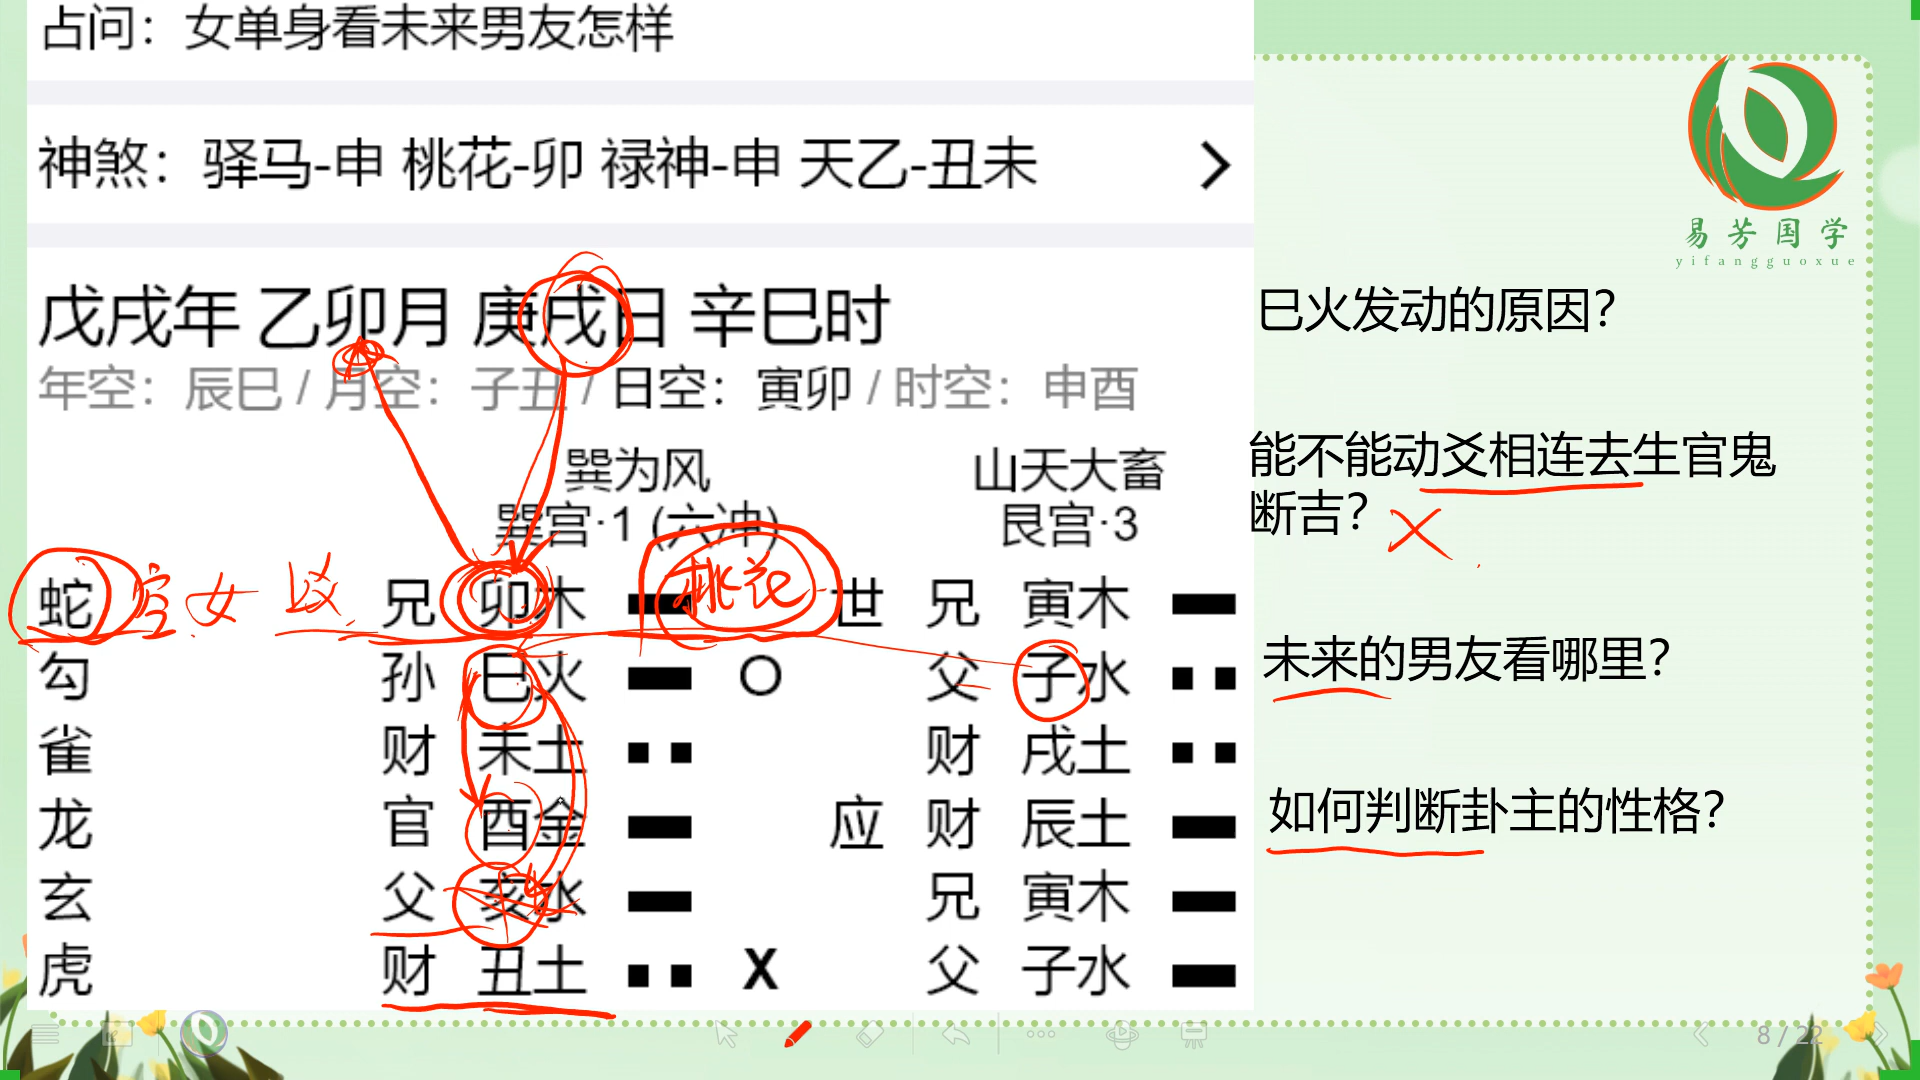 占问：女单身看未来男友怎样
神煞：驿马-申 桃花-卯 禄神-申 天乙-丑未
易芳国学
yifangguoxue
戊戌年 乙卯月 庚戌日 辛巳时
年空：辰巳 / 月空：子丑 / 日空：寅卯 / 时空：申酉
巽为风 山天大畜
巽宫·1 (六冲) 艮宫·3
蛇 兄 卯木 桃花 世 兄 寅木
勾 孙 巳火 O 父 子水
雀 财 未土 财 戌土
龙 官 酉金 应 财 辰土
玄 父 亥水 兄 寅木
虎 财 丑土 X 父 子水
巳火发动的原因？
能不能动爻相连去生官鬼
断吉？
未来的男友看哪里？
如何判断卦主的性格？
8 / 22